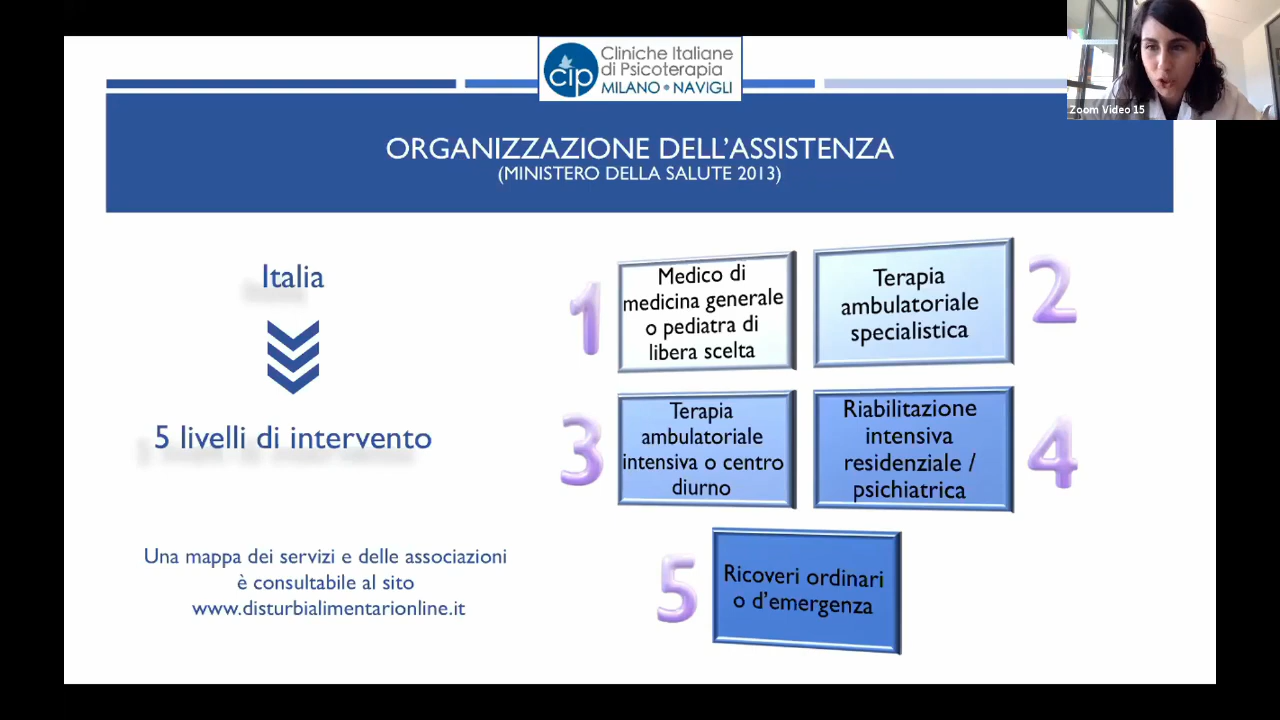 Cliniche Italiane
di Psicoterapia
cip
MILANO • NAVIGLI
Zoom Video 15
ORGANIZZAZIONE DELL'ASSISTENZA
(MINISTERO DELLA SALUTE 2013)
Italia
5 livelli di intervento
Una mappa dei servizi e delle associazioni
è consultabile al sito
www.disturbialimentarionline.it
1
Medico di
medicina generale
o pediatra di
libera scelta
Terapia
ambulatoriale
specialistica
2
3
Terapia
ambulatoriale
intensiva o centro
diurno
Riabilitazione
intensiva
residenziale /
psichiatrica
4
5
Ricoveri ordinari
o d'emergenza